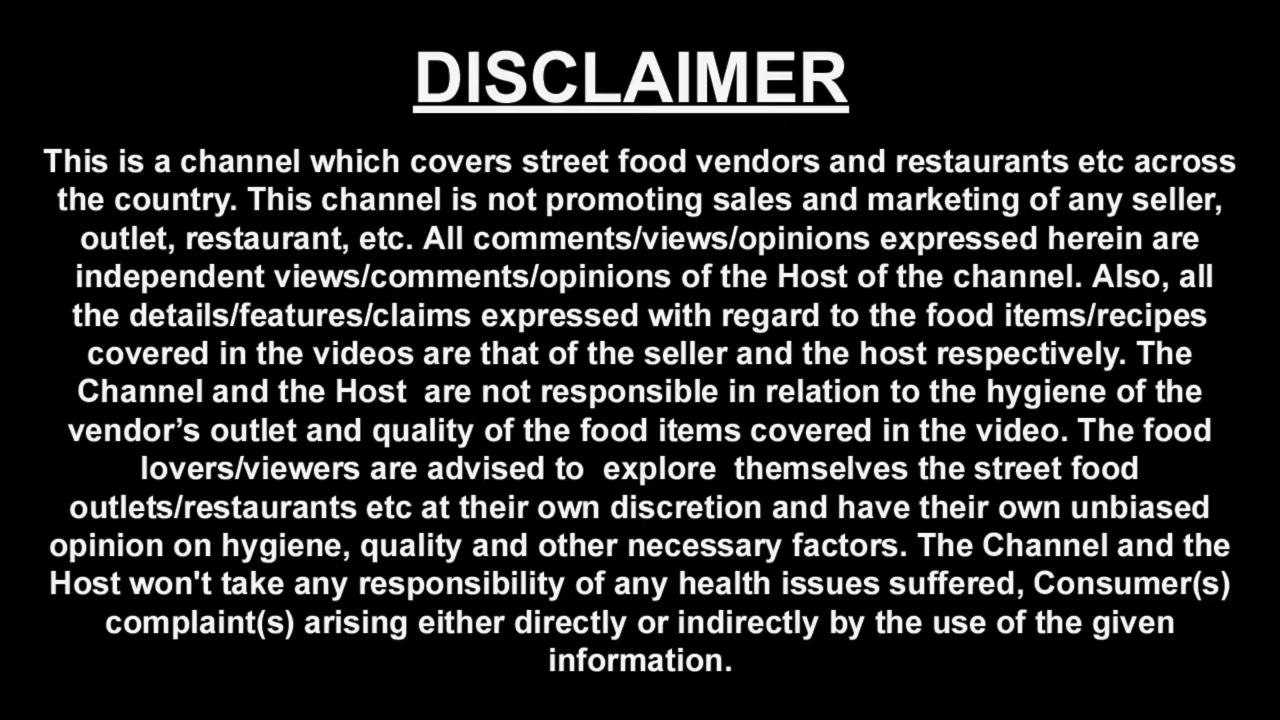 DISCLAIMER
This is a channel which covers street food vendors and restaurants etc across
the country. This channel is not promoting sales and marketing of any seller,
outlet, restaurant, etc. All comments/views/opinions expressed herein are
independent views/comments/opinions of the Host of the channel. Also, all
the details/features/claims expressed with regard to the food items/recipes
covered in the videos are that of the seller and the host respectively. The
Channel and the Host  are not responsible in relation to the hygiene of the
vendor’s outlet and quality of the food items covered in the video. The food
lovers/viewers are advised to  explore  themselves the street food
outlets/restaurants etc at their own discretion and have their own unbiased
opinion on hygiene, quality and other necessary factors. The Channel and the
Host won't take any responsibility of any health issues suffered, Consumer(s)
complaint(s) arising either directly or indirectly by the use of the given
information.